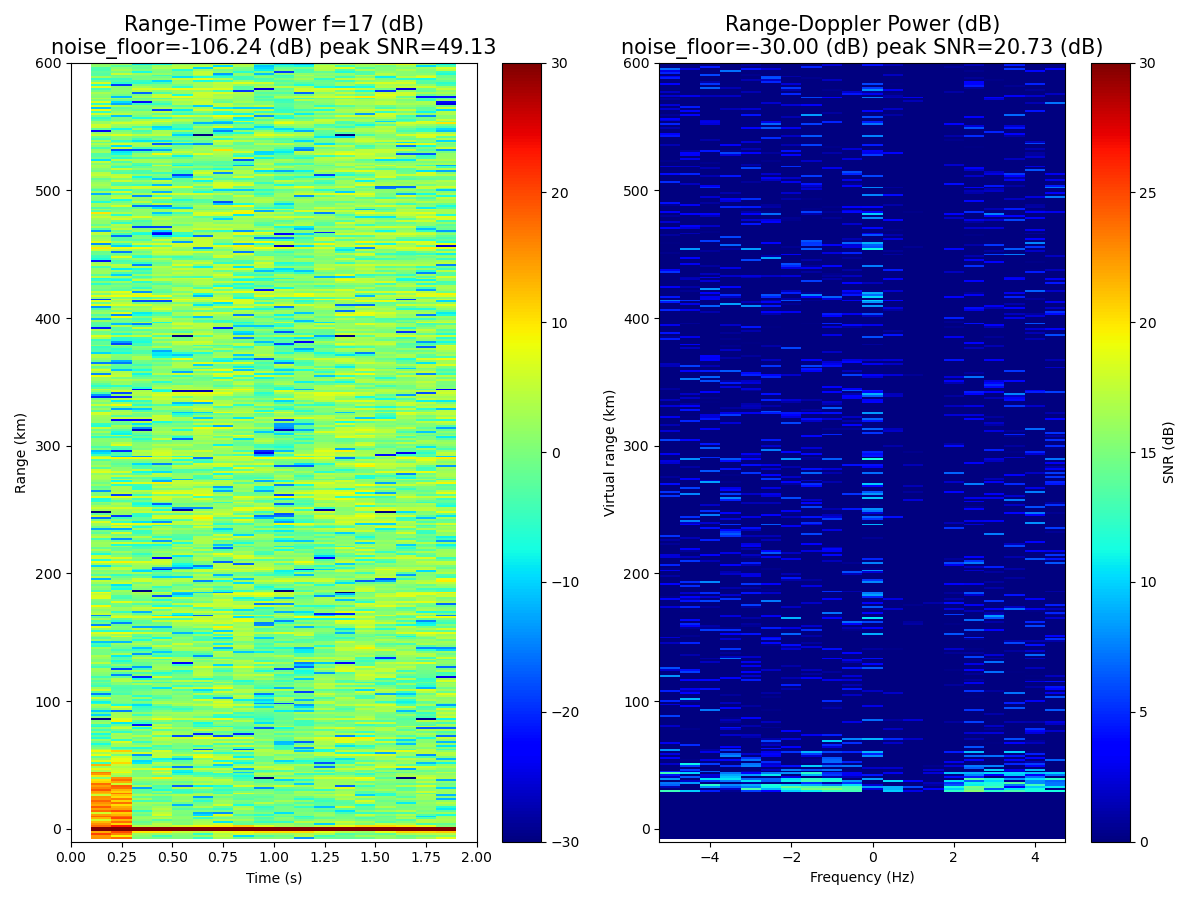 Range-Time Power f=17 (dB)
noise_floor=-106.24 (dB) peak SNR=49.13
Range (km)
600
500
400
300
200
100
0
0.00 0.25 0.50 0.75 1.00 1.25 1.50 1.75 2.00
Time (s)
30
20
10
0
−10
−20
−30
Range-Doppler Power (dB)
noise_floor=-30.00 (dB) peak SNR=20.73 (dB)
Virtual range (km)
600
500
400
300
200
100
0
−4 −2 0 2 4
Frequency (Hz)
30
25
20
15
10
5
0
SNR (dB)